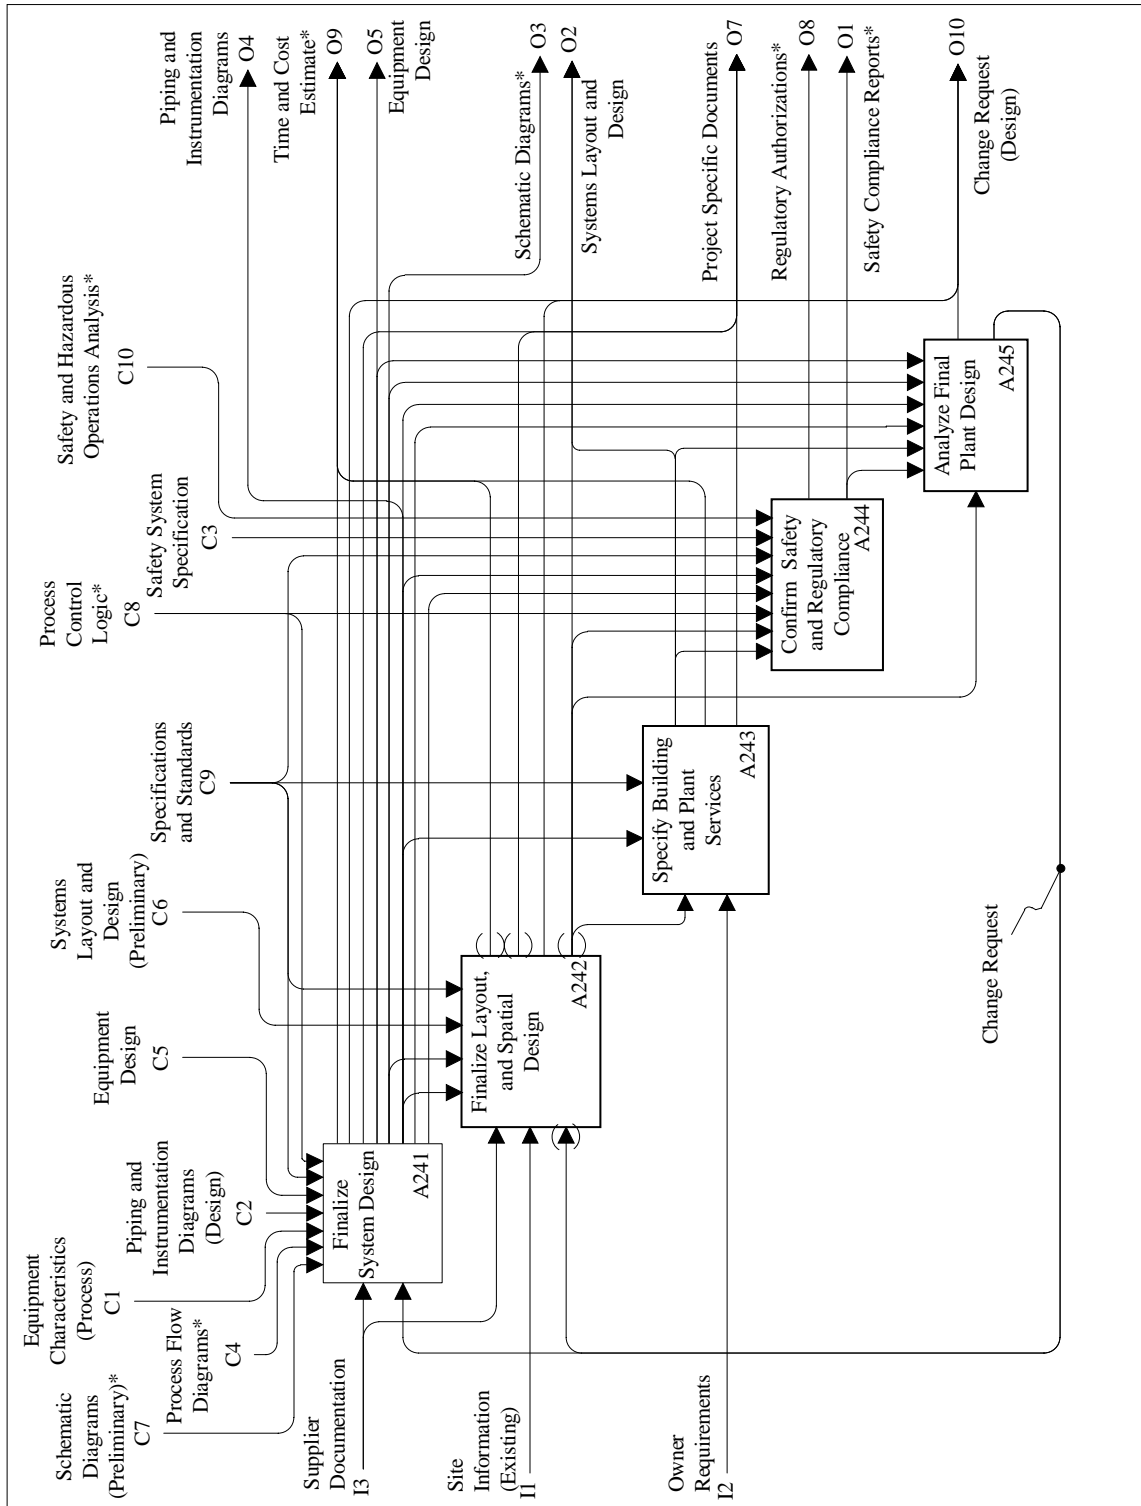 Schematic
Diagrams
(Preliminary)*
C7
Process Flow
Diagrams*
C4
Equipment
Characteristics
(Process)
C1
Piping and
Instrumentation
Diagrams
(Design)
C2
Equipment
Design
C5
Systems
Layout and
Design
(Preliminary)
C6
Specifications
and Standards
C9
Process
Control
Logic*
C8
Safety System
Specification
C3
Safety and Hazardous
Operations Analysis*
C10
Piping and
Instrumentation
Diagrams
O4
Time and Cost
Estimate*
O9
O5
Equipment
Design
Schematic Diagrams*
O3
O2
Systems Layout and
Design
Project Specific Documents
O7
Regulatory Authorizations*
O8
O1
Safety Compliance Reports*
O10
Change Request
(Design)
Supplier
Documentation
I3
Site
Information
(Existing)
I1
Owner
Requirements
I2
Finalize
System Design
A241
Finalize Layout,
and Spatial
Design
A242
Specify Building
and Plant
Services
A243
Confirm Safety
and Regulatory
Compliance
A244
Analyze Final
Plant Design
A245
Change Request